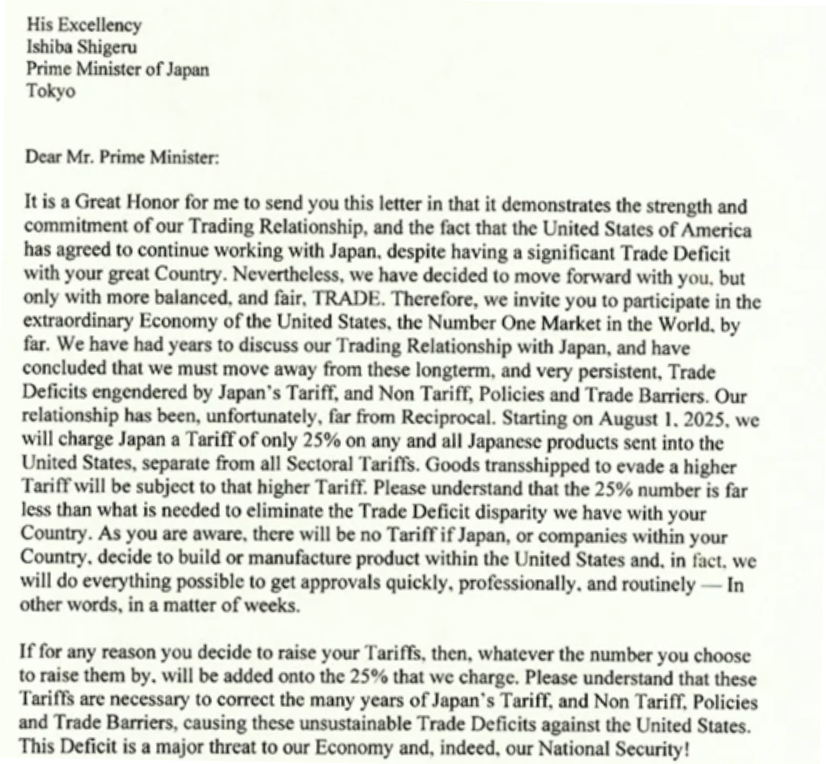 His Excellency
Ishiba Shigeru
Prime Minister of Japan
Tokyo
Dear Mr. Prime Minister:
It is a Great Honor for me to send you this letter in that it demonstrates the strength and
commitment of our Trading Relationship, and the fact that the United States of America
has agreed to continue working with Japan, despite having a significant Trade Deficit
with your great Country. Nevertheless, we have decided to move forward with you, but
only with more balanced, and fair, TRADE. Therefore, we invite you to participate in the
extraordinary Economy of the United States, the Number One Market in the World, by
far. We have had years to discuss our Trading Relationship with Japan, and have
concluded that we must move away from these longterm, and very persistent, Trade
Deficits engendered by Japan's Tariff, and Non Tariff, Policies and Trade Barriers. Our
relationship has been, unfortunately, far from Reciprocal. Starting on August 1, 2025, we
will charge Japan a Tariff of only 25% on any and all Japanese products sent into the
United States, separate from all Sectoral Tariffs. Goods transshipped to evade a higher
Tariff will be subject to that higher Tariff. Please understand that the 25% number is far
less than what is needed to eliminate the Trade Deficit disparity we have with your
Country. As you are aware, there will be no Tariff if Japan, or companies within your
Country, decide to build or manufacture product within the United States and, in fact, we
will do everything possible to get approvals quickly, professionally, and routinely — In
other words, in a matter of weeks.
If for any reason you decide to raise your Tariffs, then, whatever the number you choose
to raise them by, will be added onto the 25% that we charge. Please understand that these
Tariffs are necessary to correct the many years of Japan's Tariff, and Non Tariff, Policies
and Trade Barriers, causing these unsustainable Trade Deficits against the United States.
This Deficit is a major threat to our Economy and, indeed, our National Security!